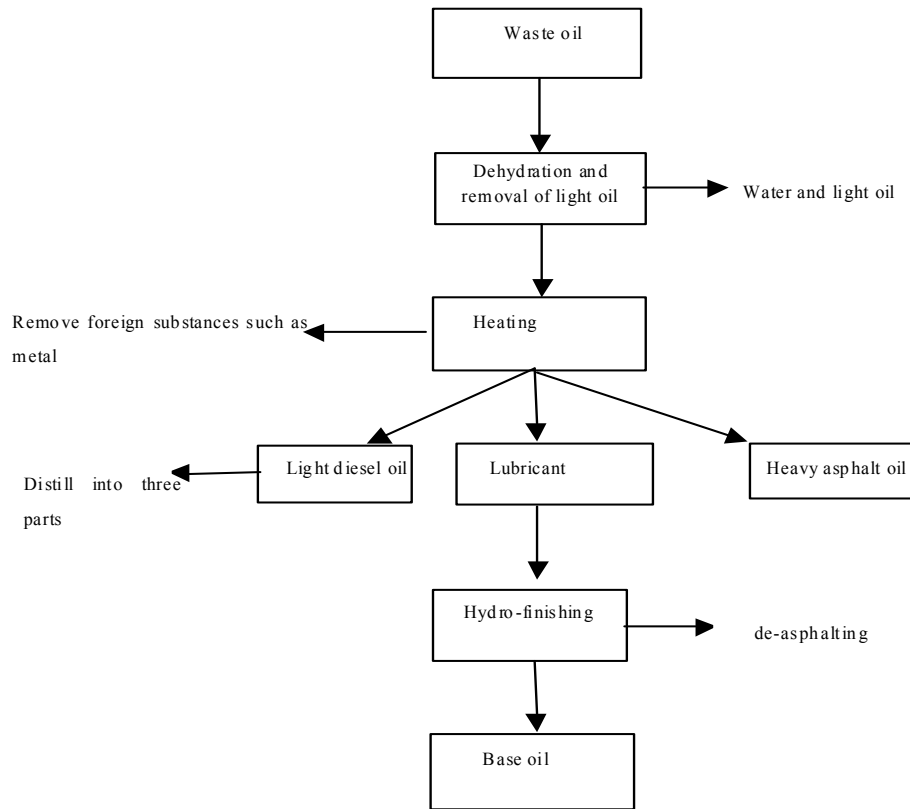 Waste oil
Dehydration and
removal of light oil
Water and light oil
Heating
Remove foreign substances such as
metal
Light diesel oil
Lubricant
Heavy asphalt oil
Distill into three
parts
Hydro-finishing
de-asphalting
Base oil